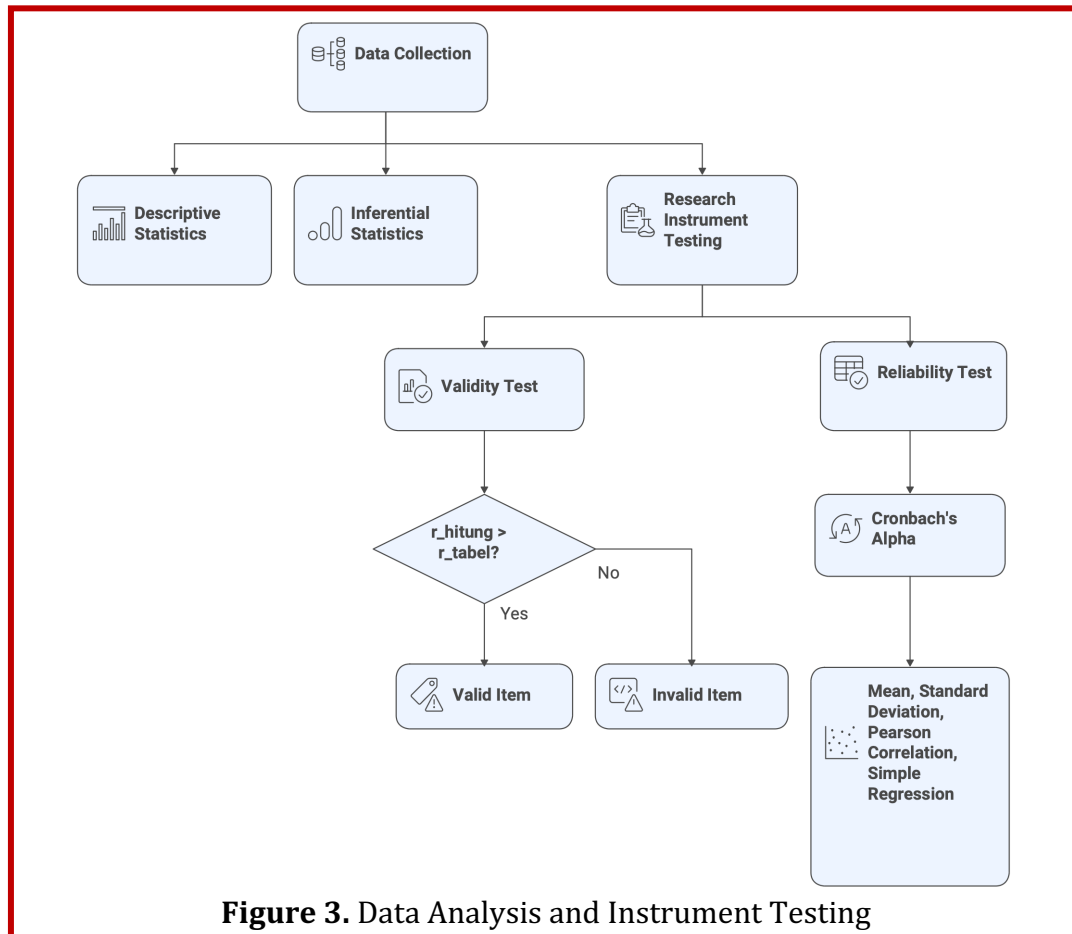 Data Collection
Descriptive
Statistics
Inferential
Statistics
Research
Instrument
Testing
Validity Test
Reliability Test
r_hitung >
r_tabel?
Cronbach's
Alpha
No
Yes
Valid Item
Invalid Item
Mean, Standard
Deviation,
Pearson
Correlation,
Simple
Regression
Figure 3. Data Analysis and Instrument Testing